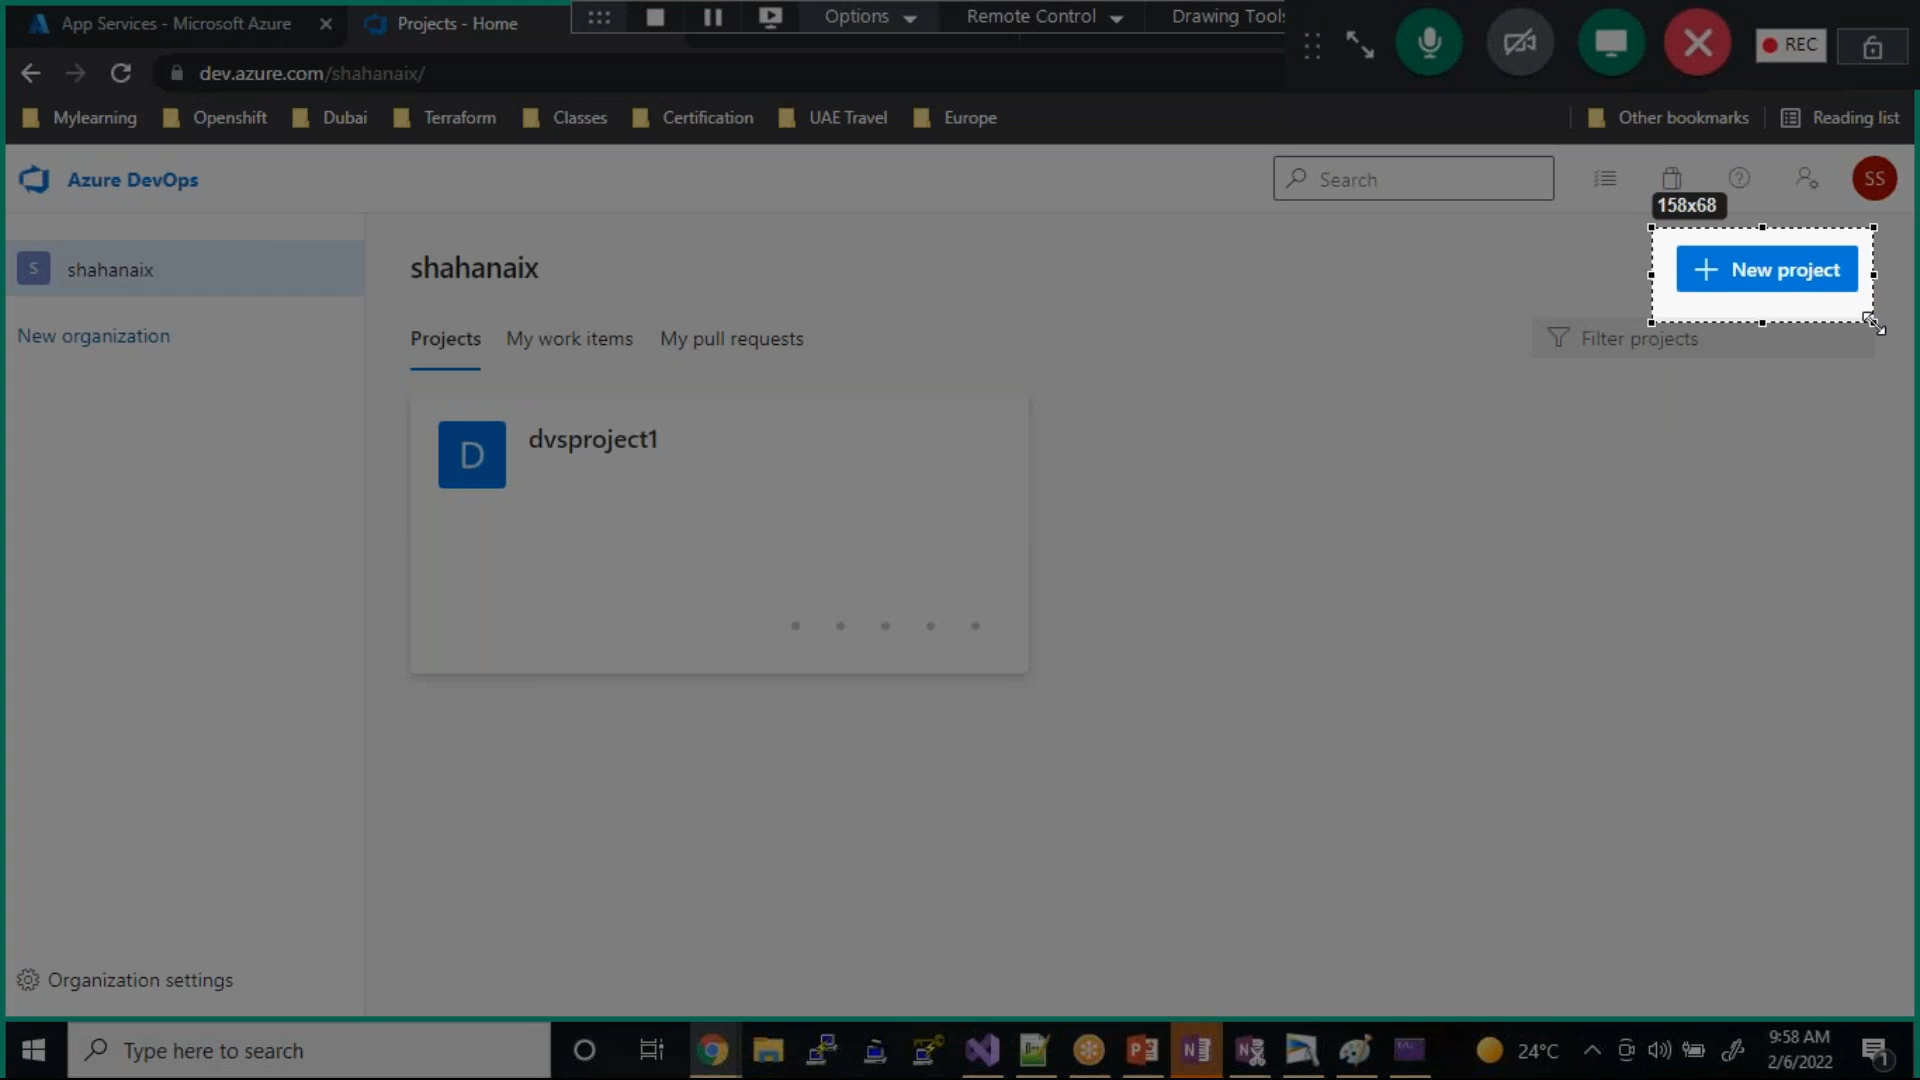 App Services - Microsoft Azure
Projects - Home
Options
Remote Control
Drawing Tools
REC
dev.azure.com/shahanaix/
Mylearning
Openshift
Dubai
Terraform
Classes
Certification
UAE Travel
Europe
Other bookmarks
Reading list
Azure DevOps
Search
SS
158x68
S
shahanaix
shahanaix
New project
New organization
Projects
My work items
My pull requests
Filter projects
D
dvsproject1
Organization settings
Type here to search
24°C
9:58 AM
2/6/2022
1